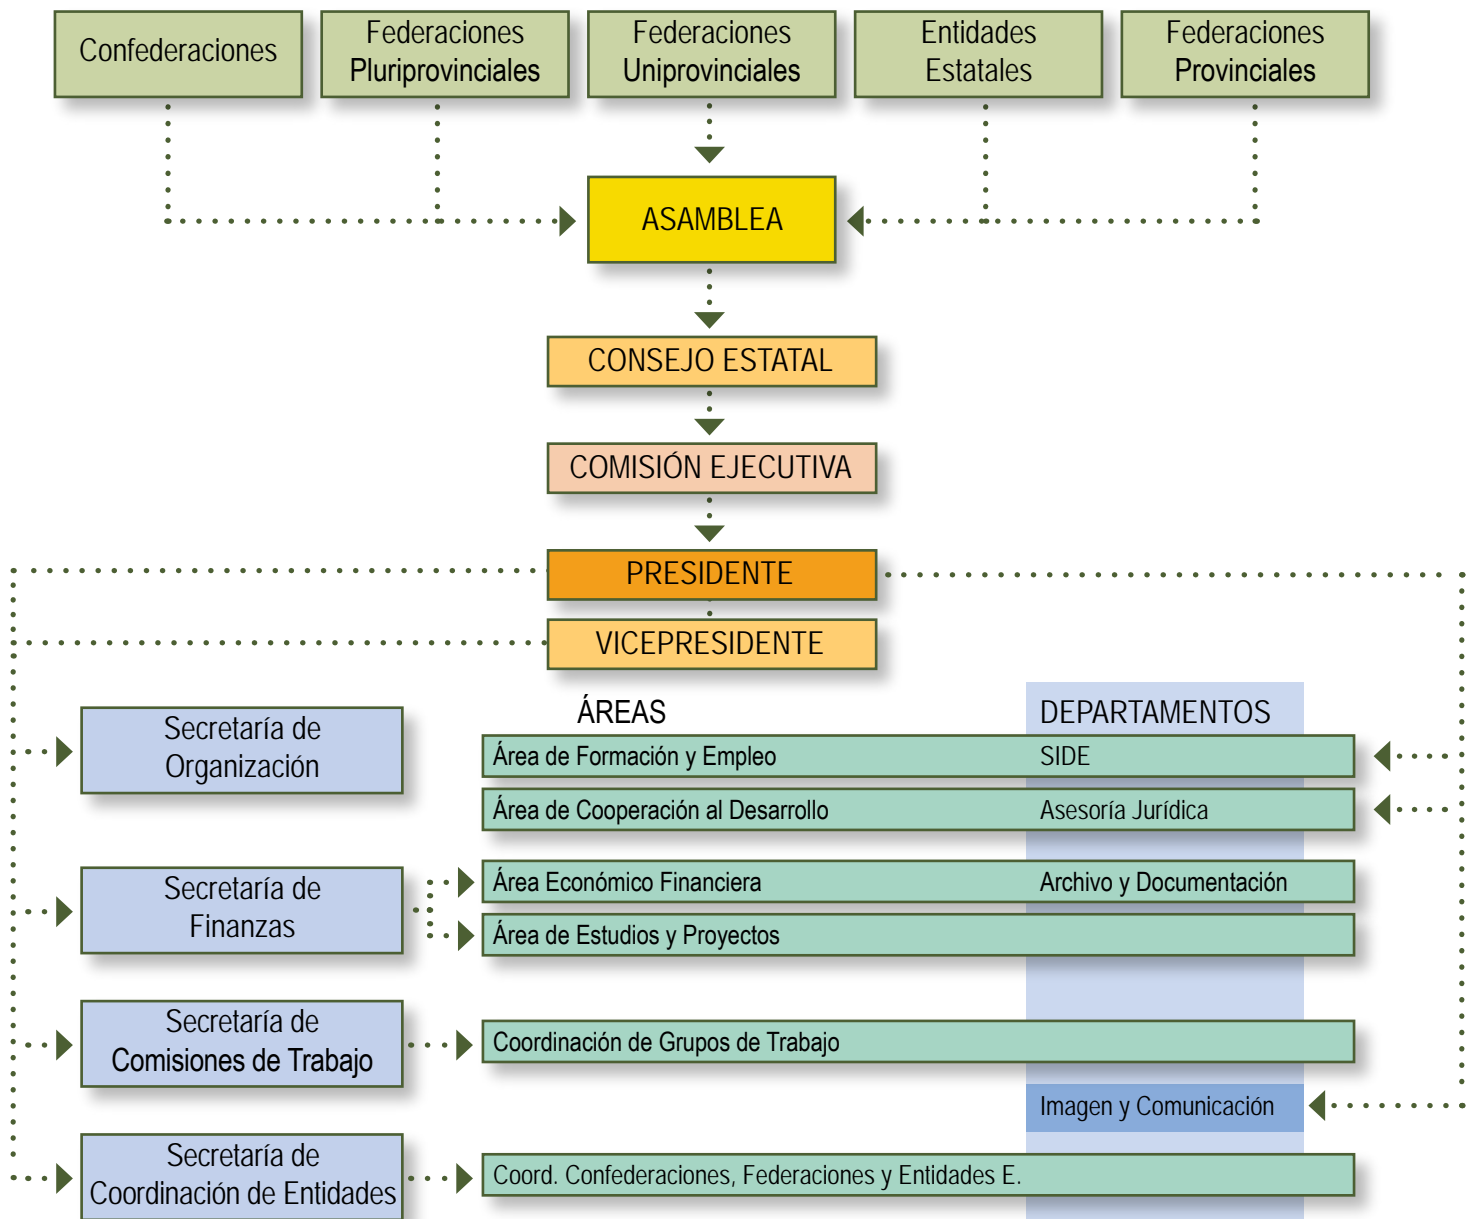 Confederaciones
Federaciones
Pluriprovinciales
Federaciones
Uniprovinciales
Entidades
Estatales
Federaciones
Provinciales
ASAMBLEA
CONSEJO ESTATAL
COMISIÓN EJECUTIVA
PRESIDENTE
VICEPRESIDENTE
ÁREAS
DEPARTAMENTOS
Secretaría de
Organización
Área de Formación y Empleo
SIDE
Área de Cooperación al Desarrollo
Asesoría Jurídica
Secretaría de
Finanzas
Área Económico Financiera
Archivo y Documentación
Área de Estudios y Proyectos
Secretaría de
Comisiones de Trabajo
Coordinación de Grupos de Trabajo
Imagen y Comunicación
Secretaría de
Coordinación de Entidades
Coord. Confederaciones, Federaciones y Entidades E.